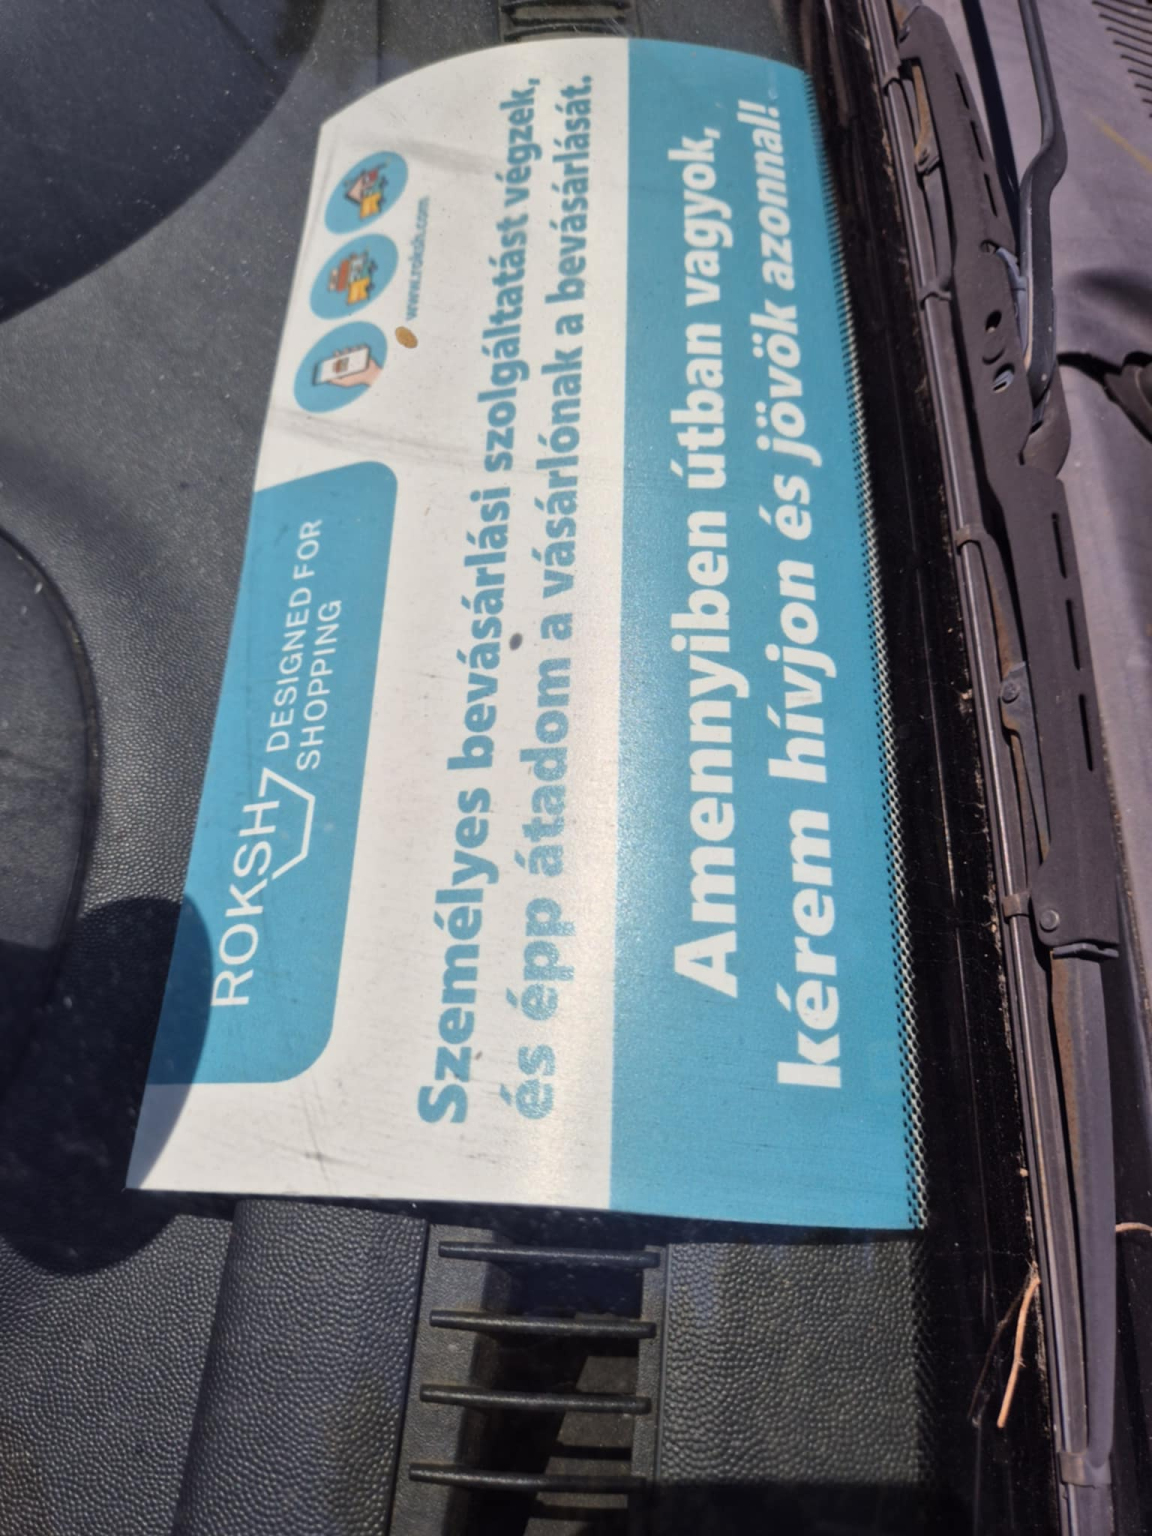 ROKSH
DESIGNED FOR
SHOPPING
www.roksh.com
Személyes bevásárlási szolgáltatást végzek,
és épp átadom a vásárlónak a bevásárlását.
Amennyiben útban vagyok,
kérem hívjon és jövök azonnal!